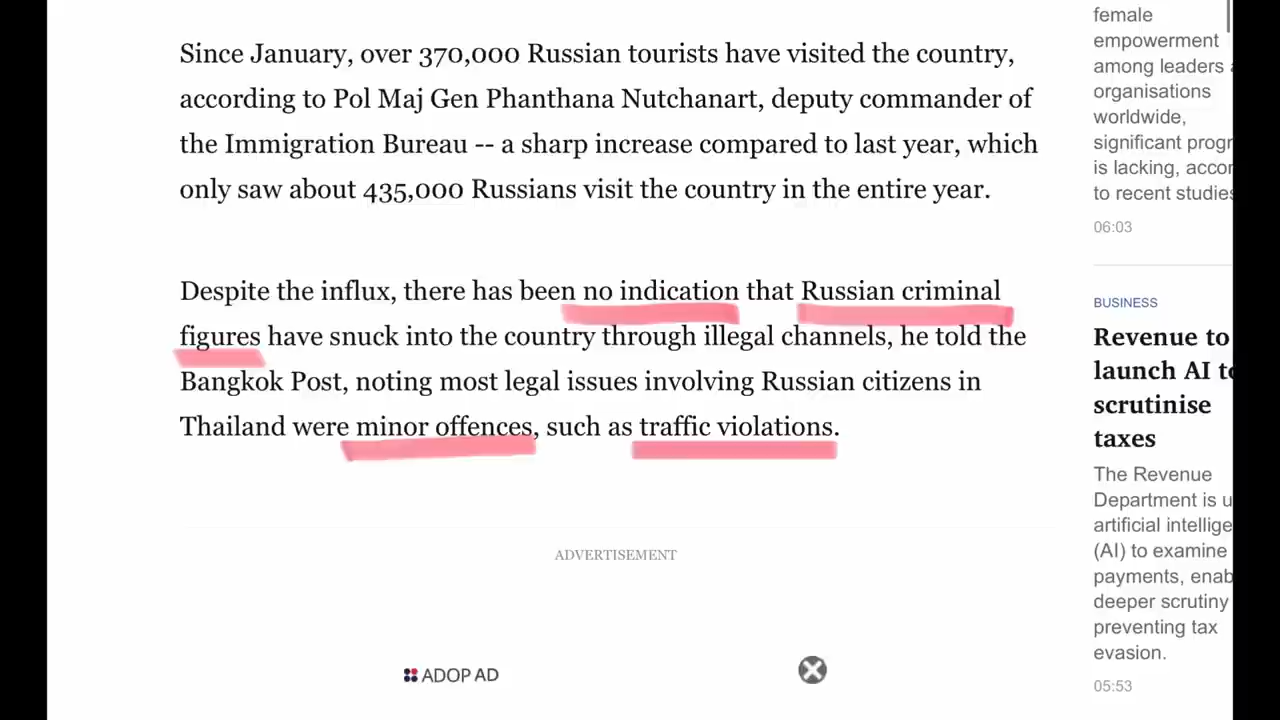 Since January, over 370,000 Russian tourists have visited the country,
according to Pol Maj Gen Phanthana Nutchanart, deputy commander of
the Immigration Bureau -- a sharp increase compared to last year, which
only saw about 435,000 Russians visit the country in the entire year.
Despite the influx, there has been no indication that Russian criminal
figures have snuck into the country through illegal channels, he told the
Bangkok Post, noting most legal issues involving Russian citizens in
Thailand were minor offences, such as traffic violations.
ADVERTISEMENT
ADOP AD
female
empowerment
among leaders
organisations
worldwide,
significant progr
is lacking, accor
to recent studies
06:03
BUSINESS
Revenue to
launch AI to
scrutinise
taxes
The Revenue
Department is u
artificial intellige
(AI) to examine
payments, enab
deeper scrutiny
preventing tax
evasion.
05:53